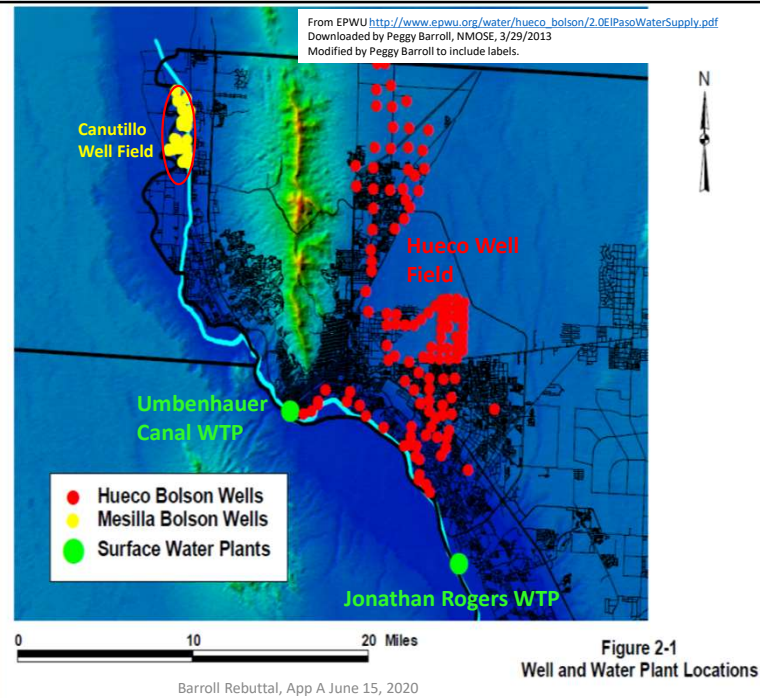 From EPWU http://www.epwu.org/water/hueco_bolson/2.0ElPasoWaterSupply.pdf
Downloaded by Peggy Barroll, NMOSE, 3/29/2013
Modified by Peggy Barroll to include labels.
N
Canutillo
Well Field
Hueco Well
Field
Umbenhauer
Canal WTP
Hueco Bolson Wells
Mesilla Bolson Wells
Surface Water Plants
Jonathan Rogers WTP
0 10 20 Miles
Figure 2-1
Well and Water Plant Locations
Barroll Rebuttal, App A June 15, 2020